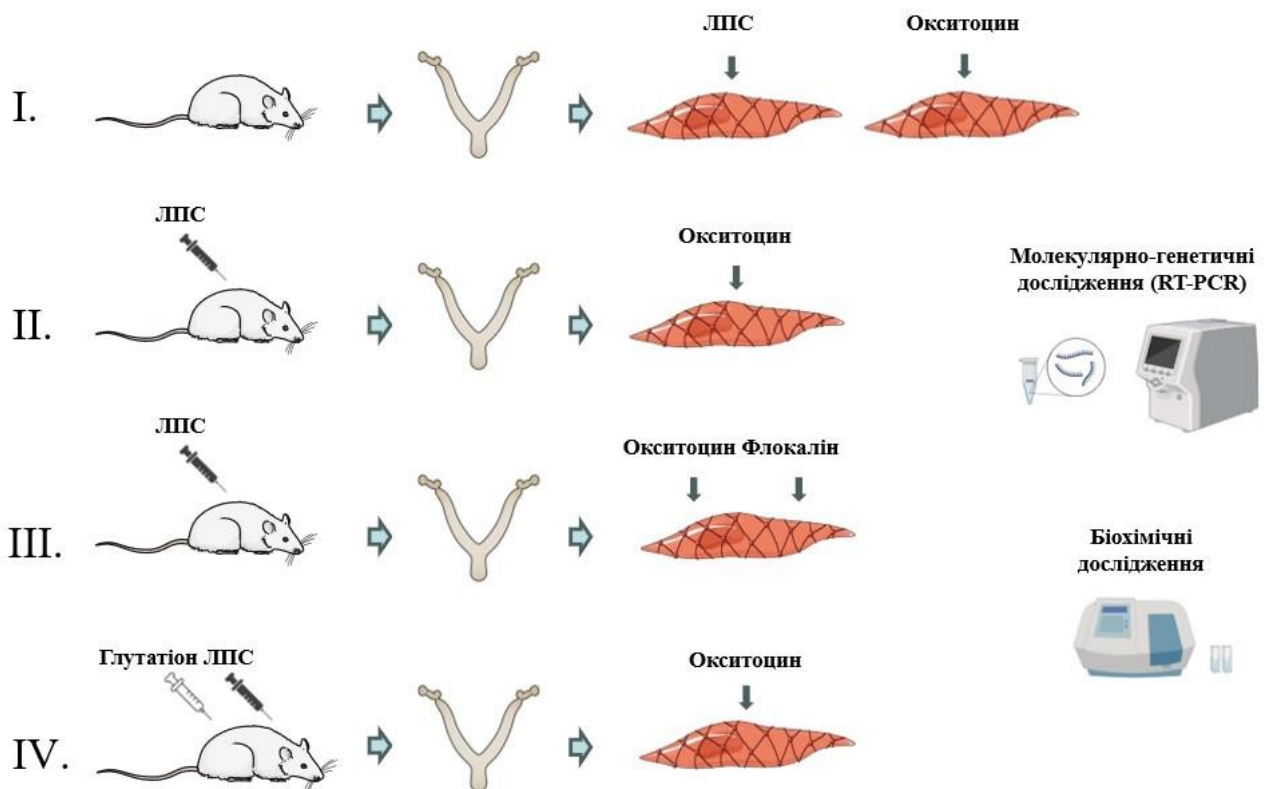 ЛПС
Окситоцин
I.
ЛПС
Окситоцин
Молекулярно-генетичні
дослідження (RT-PCR)
II.
ЛПС
Окситоцин Флокалін
III.
Біохімічні
дослідження
Глутатіон ЛПС
Окситоцин
IV.